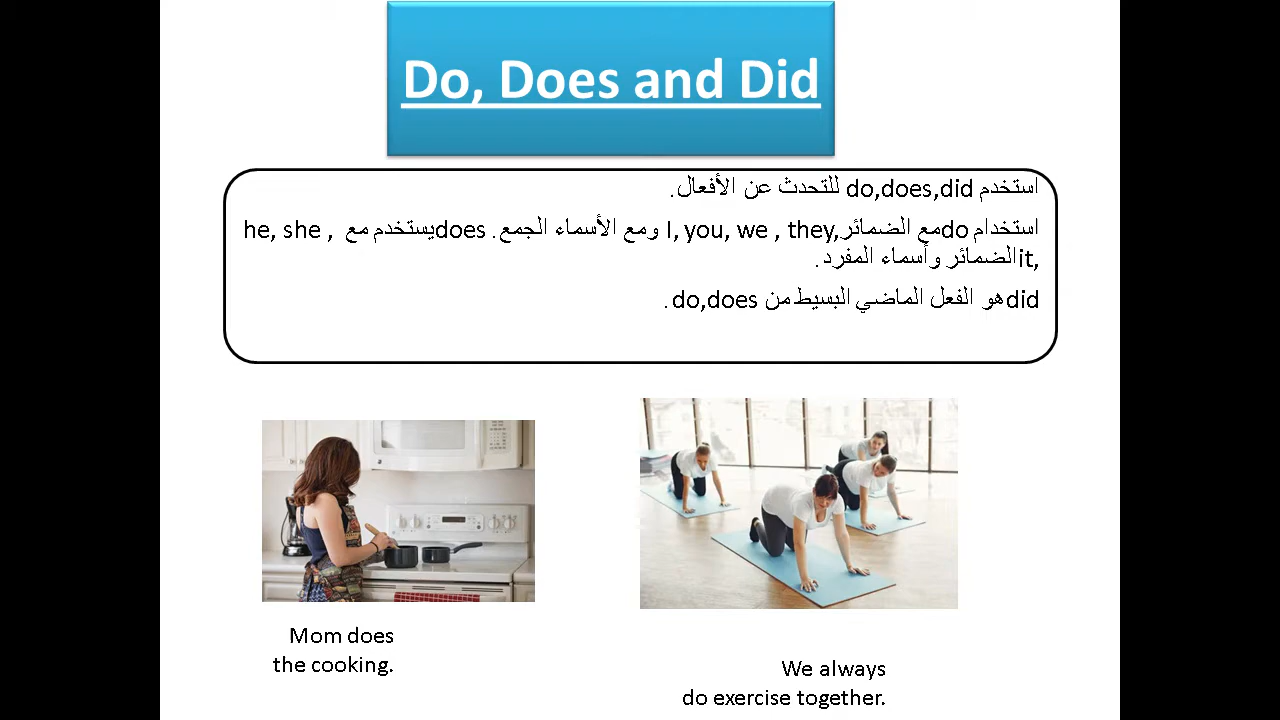 Do, Does and Did
استخدم do,does,did للتحدث عن الأفعال.
استخدام do مع الضمائر I, you, we , they, ومع الأسماء الجمع. does يستخدم مع he, she ,
it, الضمائر وأسماء المفرد.
did هو الفعل الماضي البسيط من do,does.
Mom does
the cooking.
We always
do exercise together.